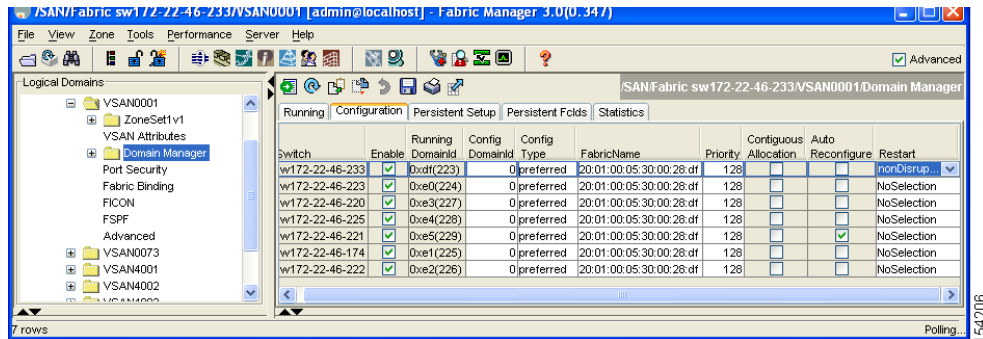 /SAN/Fabric sw172-22-46-233/VSAN0001 [admin@localhost] - Fabric Manager 3.0(0.347)
File View Zone Tools Performance Server Help
Advanced
Logical Domains
VSAN0001
ZoneSet1v1
VSAN Attributes
Domain Manager
Port Security
Fabric Binding
FICON
FSPF
Advanced
VSAN0073
VSAN4001
VSAN4002
/SAN/Fabric sw172-22-46-233/VSAN0001/Domain Manager
Running Configuration Persistent Setup Persistent FcIds Statistics
Switch Enable Running DomainId Config DomainId Config Type FabricName Priority Contiguous Allocation Auto Reconfigure Restart
w172-22-46-233 0xdf(223) 0 preferred 20:01:00:05:30:00:28:df 128 nonDisrup...
w172-22-46-223 0xe0(224) 0 preferred 20:01:00:05:30:00:28:df 128 NoSelection
w172-22-46-220 0xe3(227) 0 preferred 20:01:00:05:30:00:28:df 128 NoSelection
w172-22-46-225 0xe4(228) 0 preferred 20:01:00:05:30:00:28:df 128 NoSelection
w172-22-46-221 0xe5(229) 0 preferred 20:01:00:05:30:00:28:df 128 NoSelection
w172-22-46-174 0xe1(225) 0 preferred 20:01:00:05:30:00:28:df 128 NoSelection
w172-22-46-222 0xe2(226) 0 preferred 20:01:00:05:30:00:28:df 128 NoSelection
7 rows
Polling...
154206